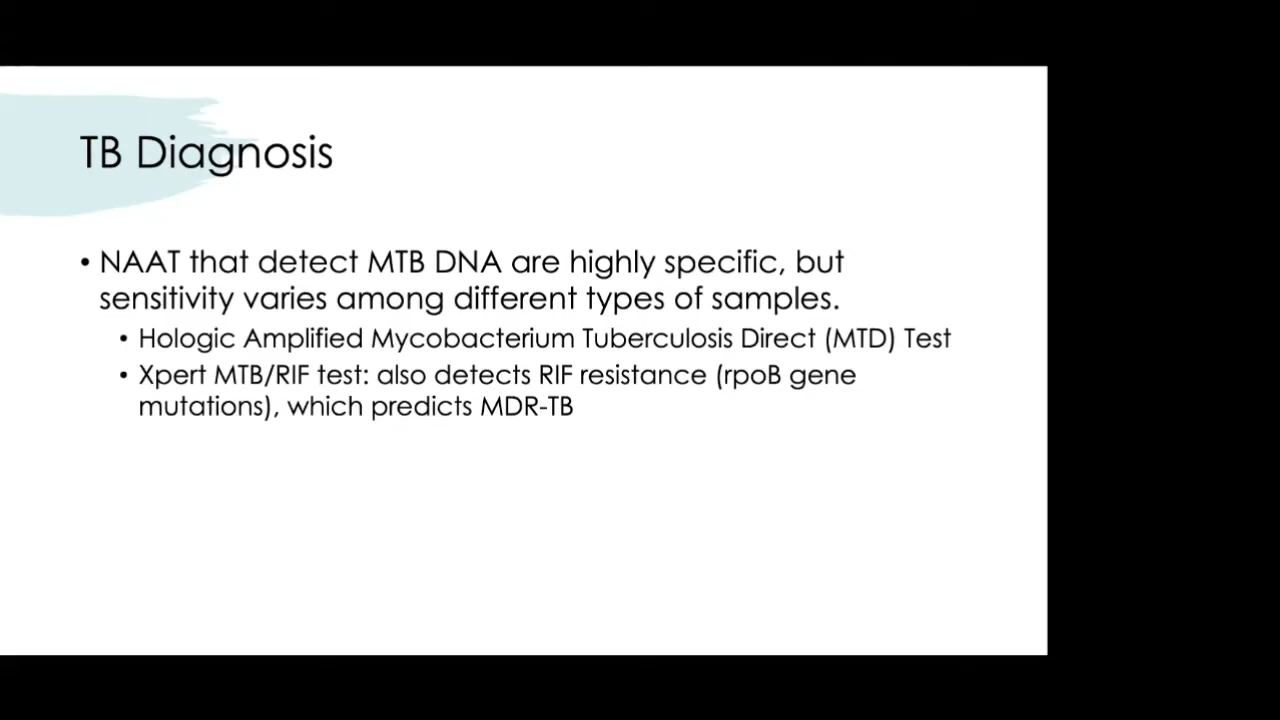 TB Diagnosis
• NAAT that detect MTB DNA are highly specific, but
sensitivity varies among different types of samples.
• Hologic Amplified Mycobacterium Tuberculosis Direct (MTD) Test
• Xpert MTB/RIF test: also detects RIF resistance (rpoB gene
mutations), which predicts MDR-TB